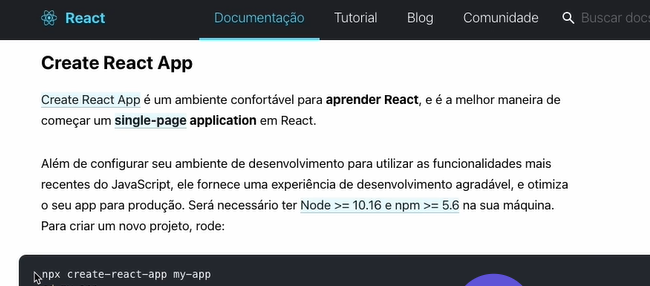 React Documentação Tutorial Blog Comunidade Buscar docs
Create React App
Create React App é um ambiente confortável para aprender React, e é a melhor maneira de
começar um single-page application em React.
Além de configurar seu ambiente de desenvolvimento para utilizar as funcionalidades mais
recentes do JavaScript, ele fornece uma experiência de desenvolvimento agradável, e otimiza
o seu app para produção. Será necessário ter Node >= 10.16 e npm >= 5.6 na sua máquina.
Para criar um novo projeto, rode:
npx create-react-app my-app